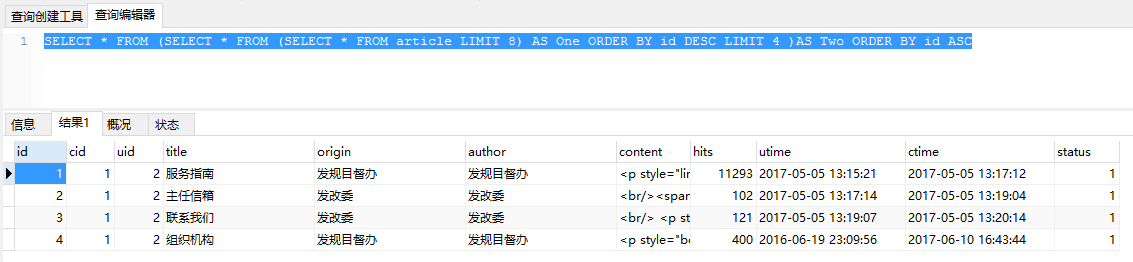 查询创建工具 查询编辑器
1 SELECT * FROM (SELECT * FROM (SELECT * FROM article LIMIT 8) AS One ORDER BY id DESC LIMIT 4 )AS Two ORDER BY id ASC
信息 结果1 概况 状态
id cid uid title origin author content hits utime ctime status
1 1 2 服务指南 发规目督办 发规目督办 <p style="lin 11293 2017-05-05 13:15:21 2017-05-05 13:17:12 1
2 1 2 主任信箱 发改委 发改委 <br/><span 102 2017-05-05 13:17:14 2017-05-05 13:19:04 1
3 1 2 联系我们 发改委 发改委 <br/> <p st 121 2017-05-05 13:19:07 2017-05-05 13:20:14 1
4 1 2 组织机构 发规目督办 发规目督办 <p style="be 400 2016-06-19 23:09:56 2017-06-10 16:43:44 1